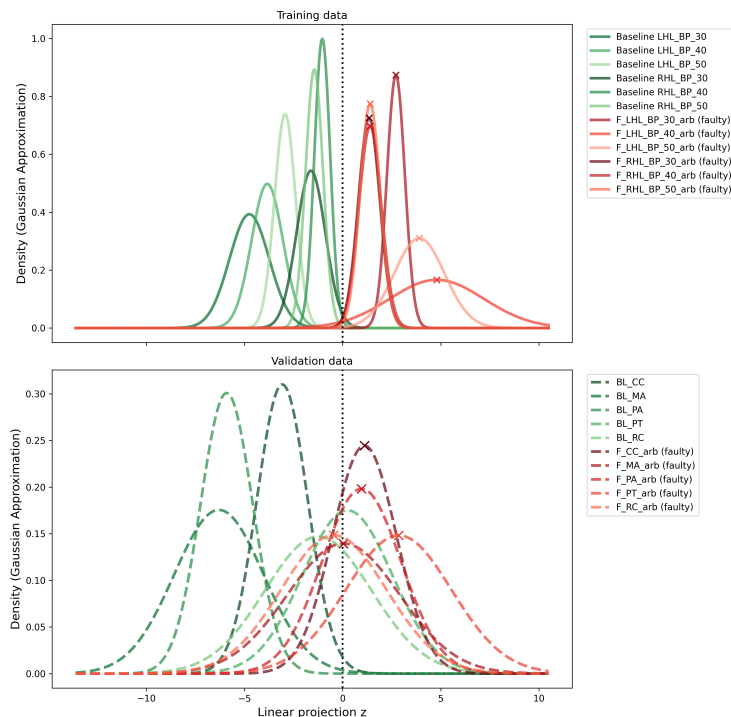 Training data
Density (Gaussian Approximation)
1.0
0.8
0.6
0.4
0.2
0.0
Baseline LHL_BP_30
Baseline LHL_BP_40
Baseline LHL_BP_50
Baseline RHL_BP_30
Baseline RHL_BP_40
Baseline RHL_BP_50
F_LHL_BP_30_arb (faulty)
F_LHL_BP_40_arb (faulty)
F_LHL_BP_50_arb (faulty)
F_RHL_BP_30_arb (faulty)
F_RHL_BP_40_arb (faulty)
F_RHL_BP_50_arb (faulty)
Validation data
Density (Gaussian Approximation)
0.30
0.25
0.20
0.15
0.10
0.05
0.00
−10
−5
0
5
10
Linear projection z
BL_CC
BL_MA
BL_PA
BL_PT
BL_RC
F_CC_arb (faulty)
F_MA_arb (faulty)
F_PA_arb (faulty)
F_PT_arb (faulty)
F_RC_arb (faulty)